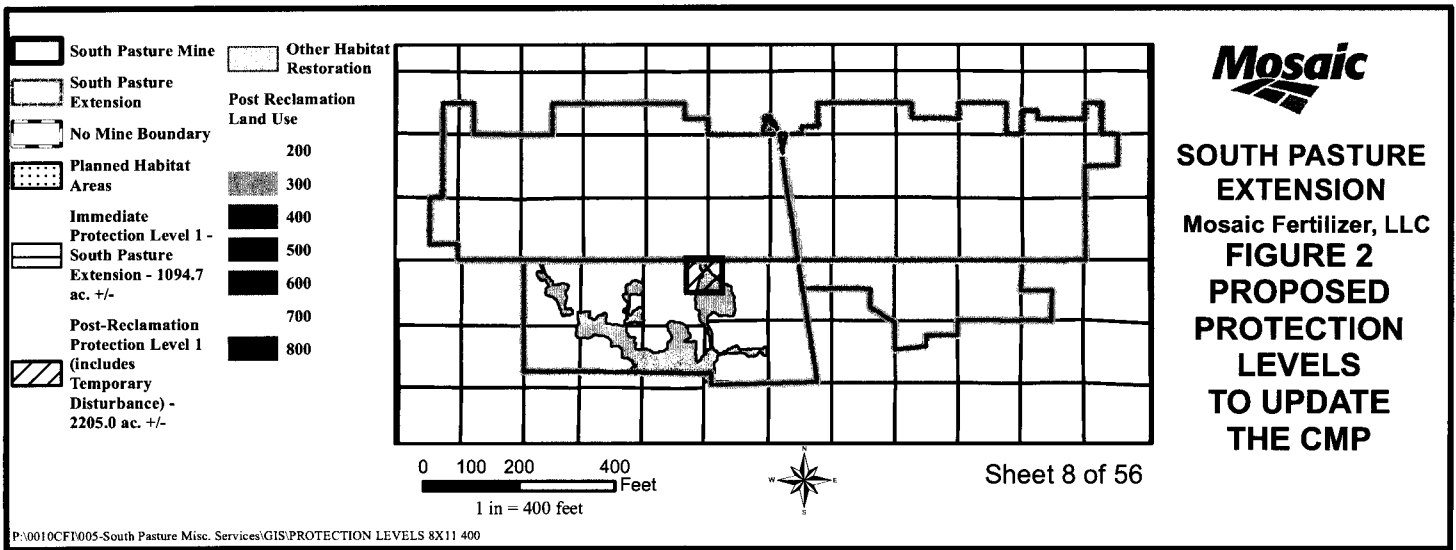 South Pasture Mine
South Pasture
Extension
No Mine Boundary
Planned Habitat
Areas
Immediate
Protection Level 1 -
South Pasture
Extension - 1094.7
ac. +/-
Post-Reclamation
Protection Level 1
(includes
Temporary
Disturbance) -
2205.0 ac. +/-
Other Habitat
Restoration
Post Reclamation
Land Use
200
300
400
500
600
700
800
0 100 200 400
Feet
1 in = 400 feet
N
W E
S
Sheet 8 of 56
Mosaic
SOUTH PASTURE
EXTENSION
Mosaic Fertilizer, LLC
FIGURE 2
PROPOSED
PROTECTION
LEVELS
TO UPDATE
THE CMP
P:\0010CFI\005-South Pasture Misc. Services\GIS\PROTECTION LEVELS 8X11 400